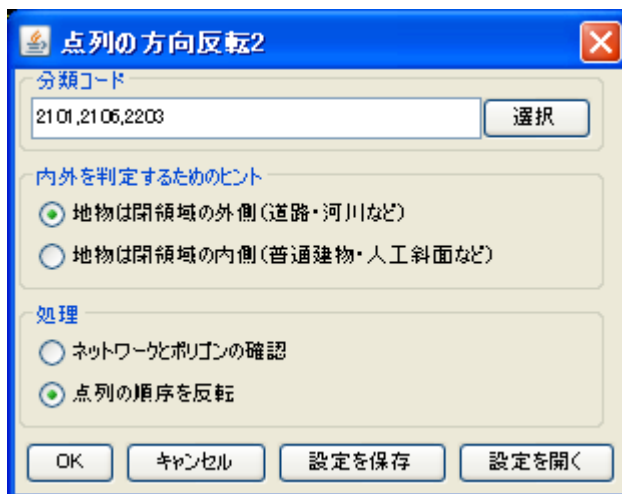 点列の方向反転2
分類コード
2101,2106,2203
選択
内外を判定するためのヒント
地物は閉領域の外側(道路・河川など)
地物は閉領域の内側(普通建物・人工斜面など)
処理
ネットワークとポリゴンの確認
点列の順序を反転
OK キャンセル 設定を保存 設定を開く